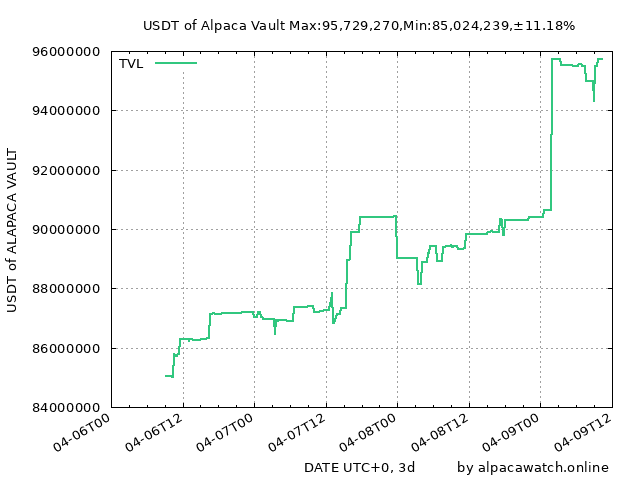 USDT of Alpaca Vault Max:95,729,270,Min:85,024,239,±11.18%
TVL
USDT of ALAPACA VAULT
96000000
94000000
92000000
90000000
88000000
86000000
84000000
04-06T00
04-06T12
04-07T00
04-07T12
04-08T00
04-08T12
04-09T00
04-09T12
DATE UTC+0, 3d
by alpacawatch.online